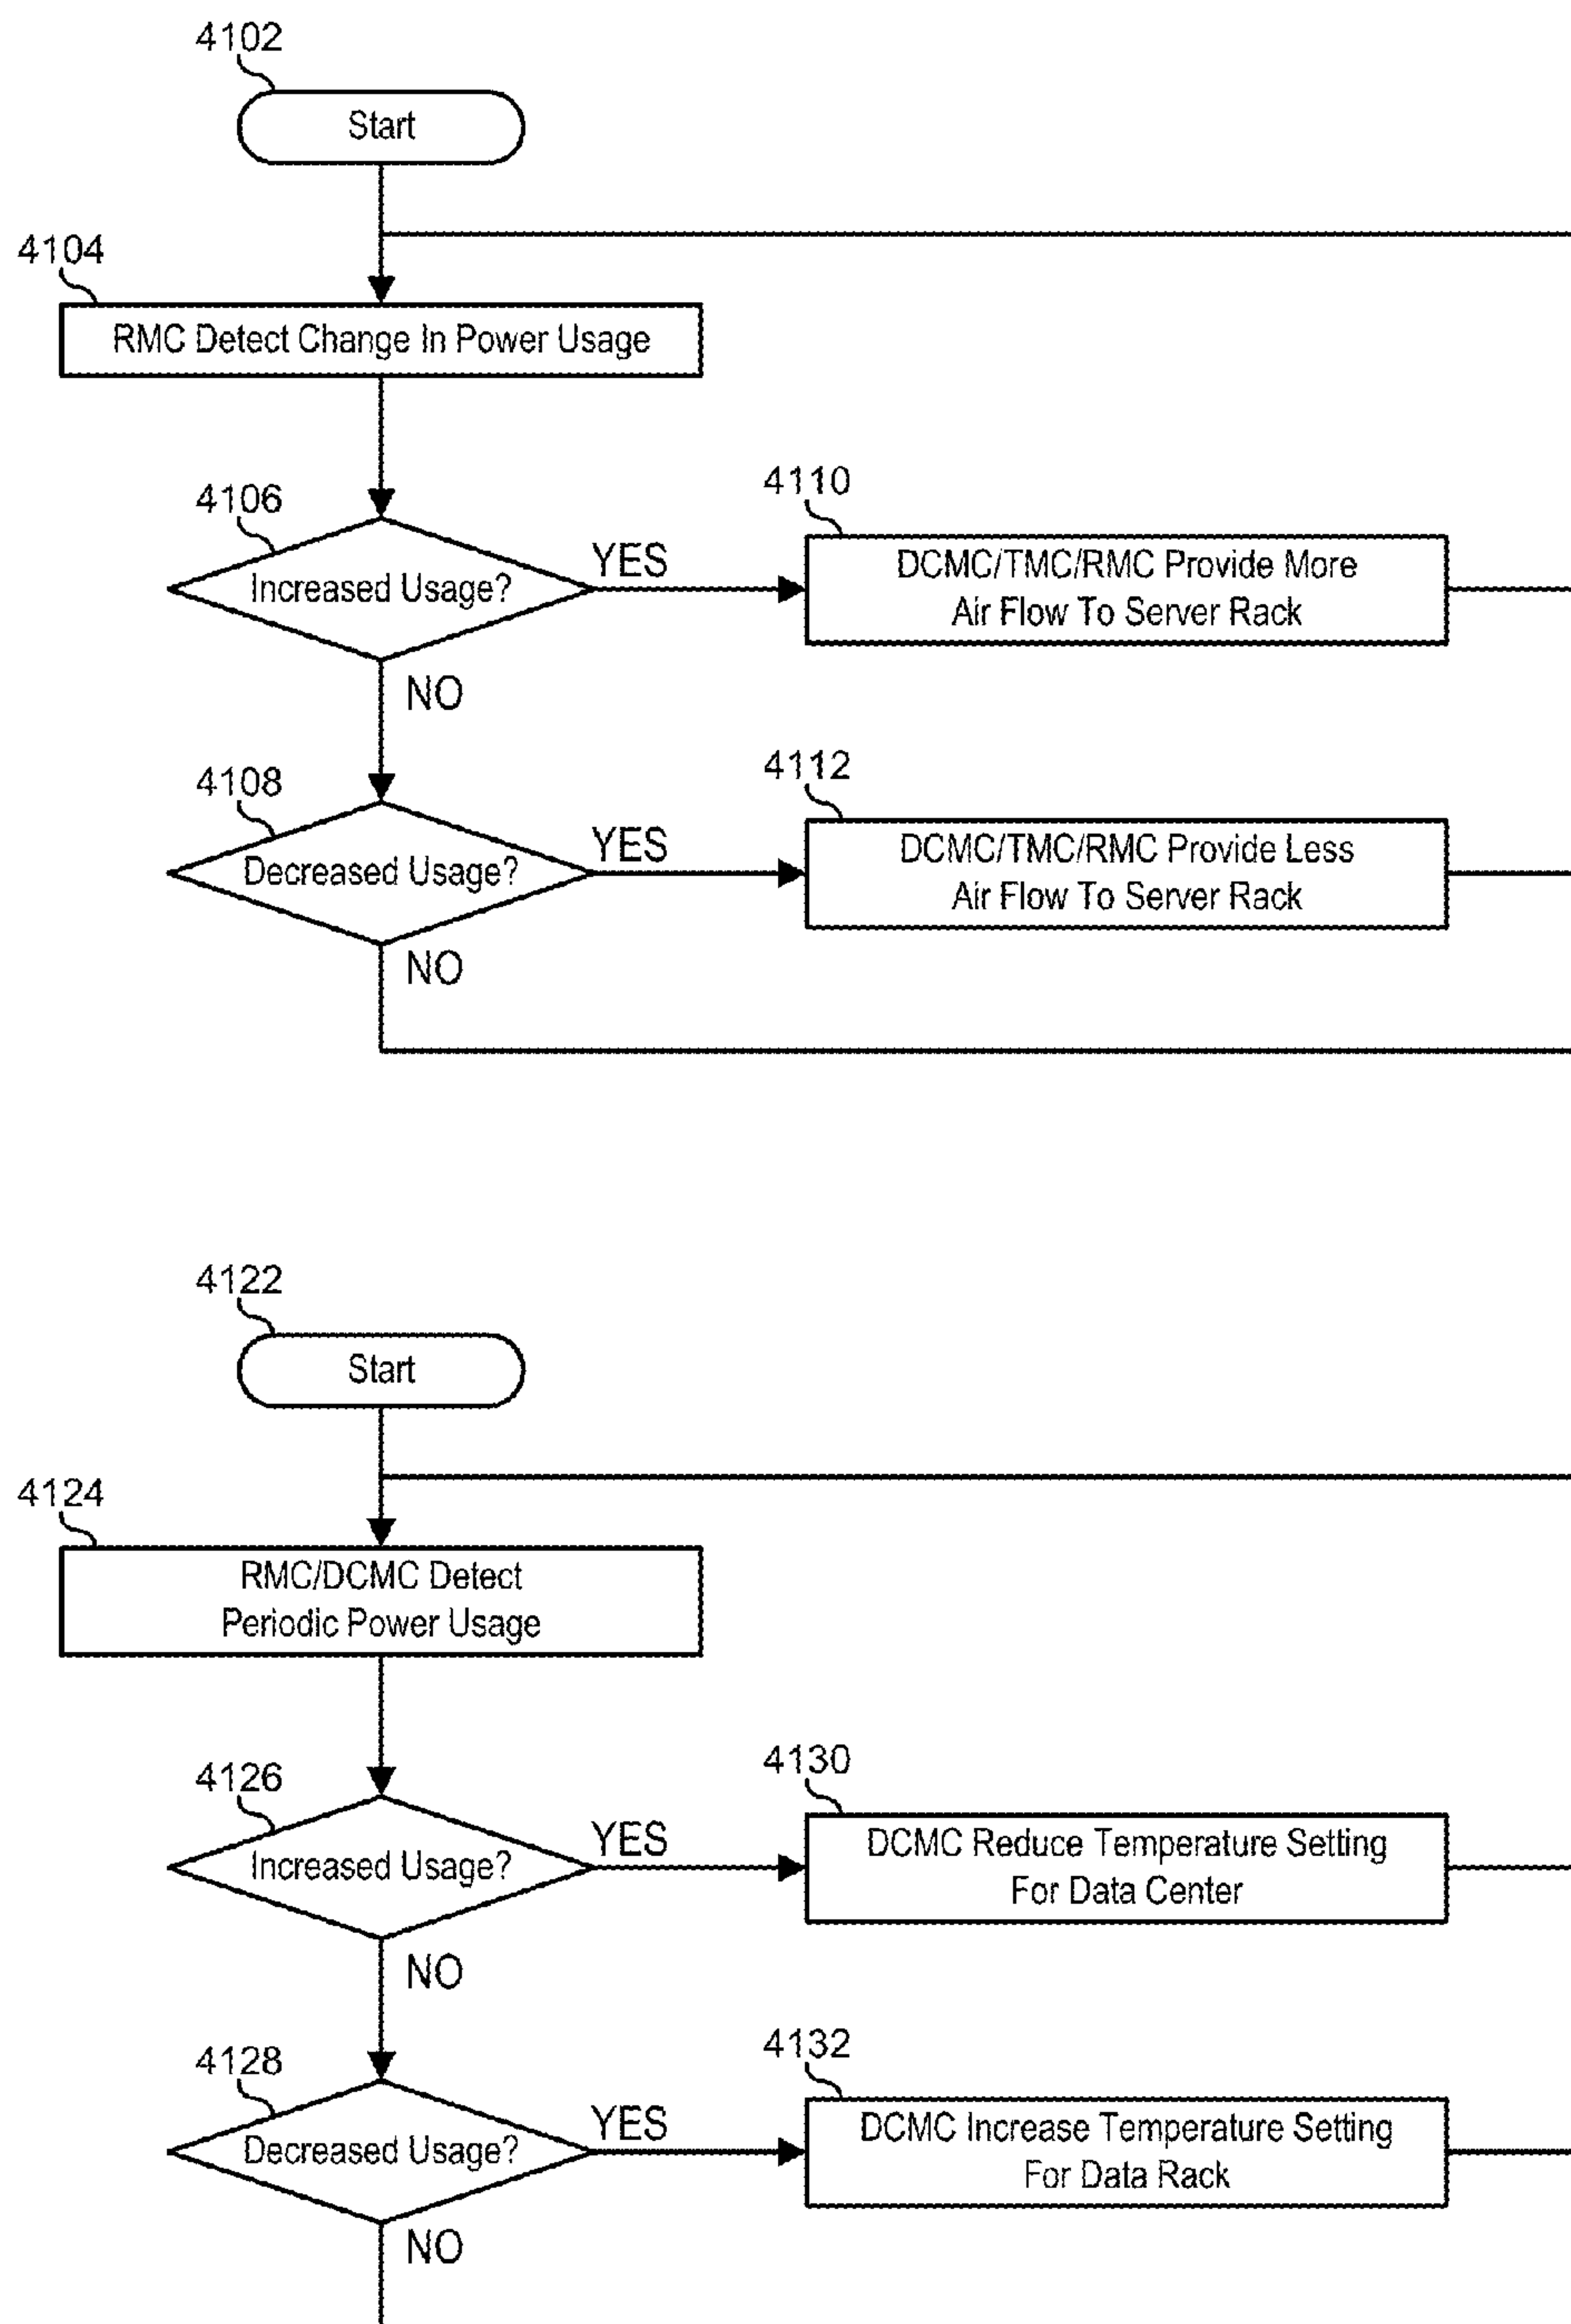 4102
Start
4104
RMC Detect Change In Power Usage
4106
Increased Usage?
YES
4110
DCMC/TMC/RMC Provide More
Air Flow To Server Rack
NO
4108
Decreased Usage?
YES
4112
DCMC/TMC/RMC Provide Less
Air Flow To Server Rack
NO
4122
Start
4124
RMC/DCMC Detect
Periodic Power Usage
4126
Increased Usage?
YES
4130
DCMC Reduce Temperature Setting
For Data Center
NO
4128
Decreased Usage?
YES
4132
DCMC Increase Temperature Setting
For Data Rack
NO